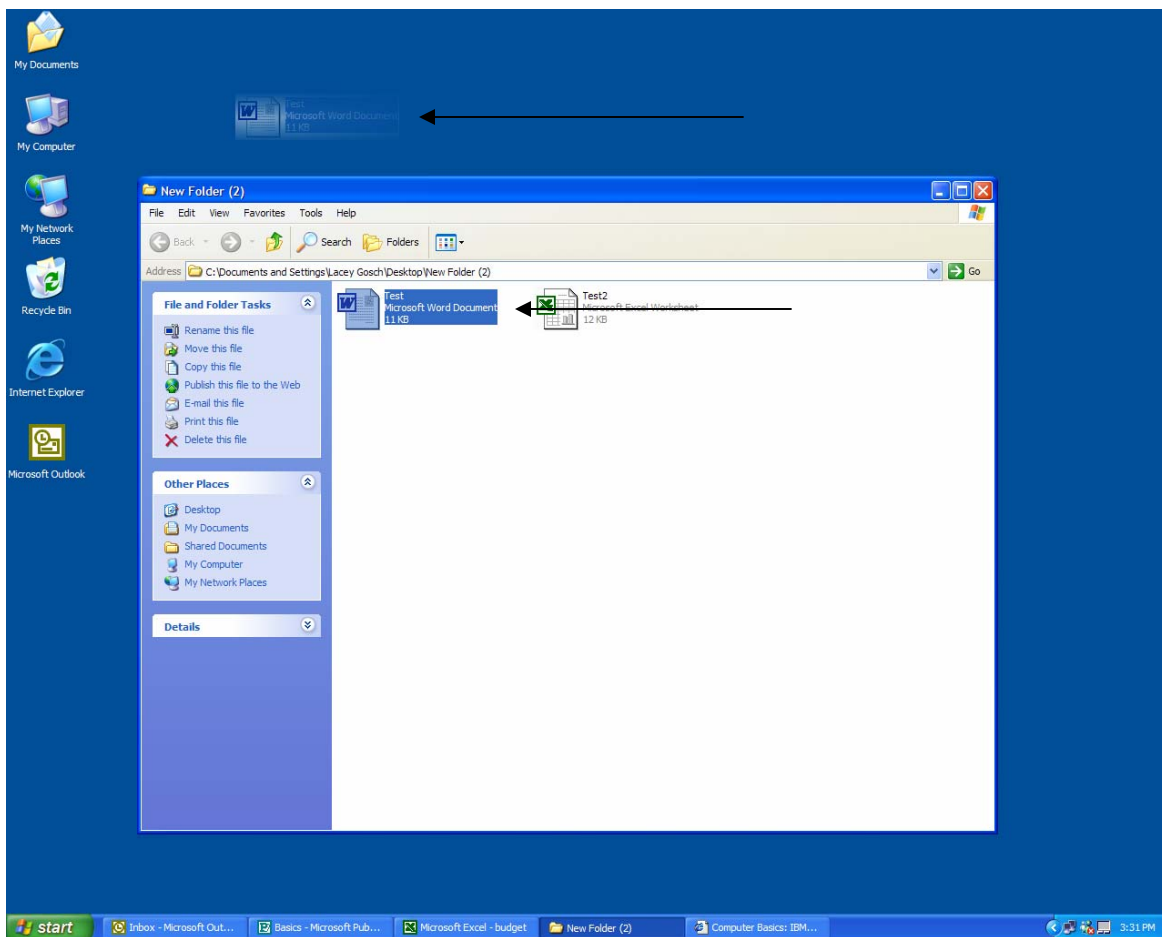 My Documents
Test
Microsoft Word Document
11 KB
My Computer
New Folder (2)
File Edit View Favorites Tools Help
My Network
Places
Back Search Folders
Address C:\Documents and Settings\Lacey Gosch\Desktop\New Folder (2) Go
Recycle Bin
File and Folder Tasks
Rename this file
Move this file
Copy this file
Publish this file to the Web
E-mail this file
Print this file
Delete this file
Test
Microsoft Word Document
11 KB
Test2
Microsoft Excel Worksheet
12 KB
Internet Explorer
Microsoft Outlook
Other Places
Desktop
My Documents
Shared Documents
My Computer
My Network Places
Details
start Inbox - Microsoft Out... Basics - Microsoft Pub... Microsoft Excel - budget New Folder (2) Computer Basics: IBM... 3:31 PM